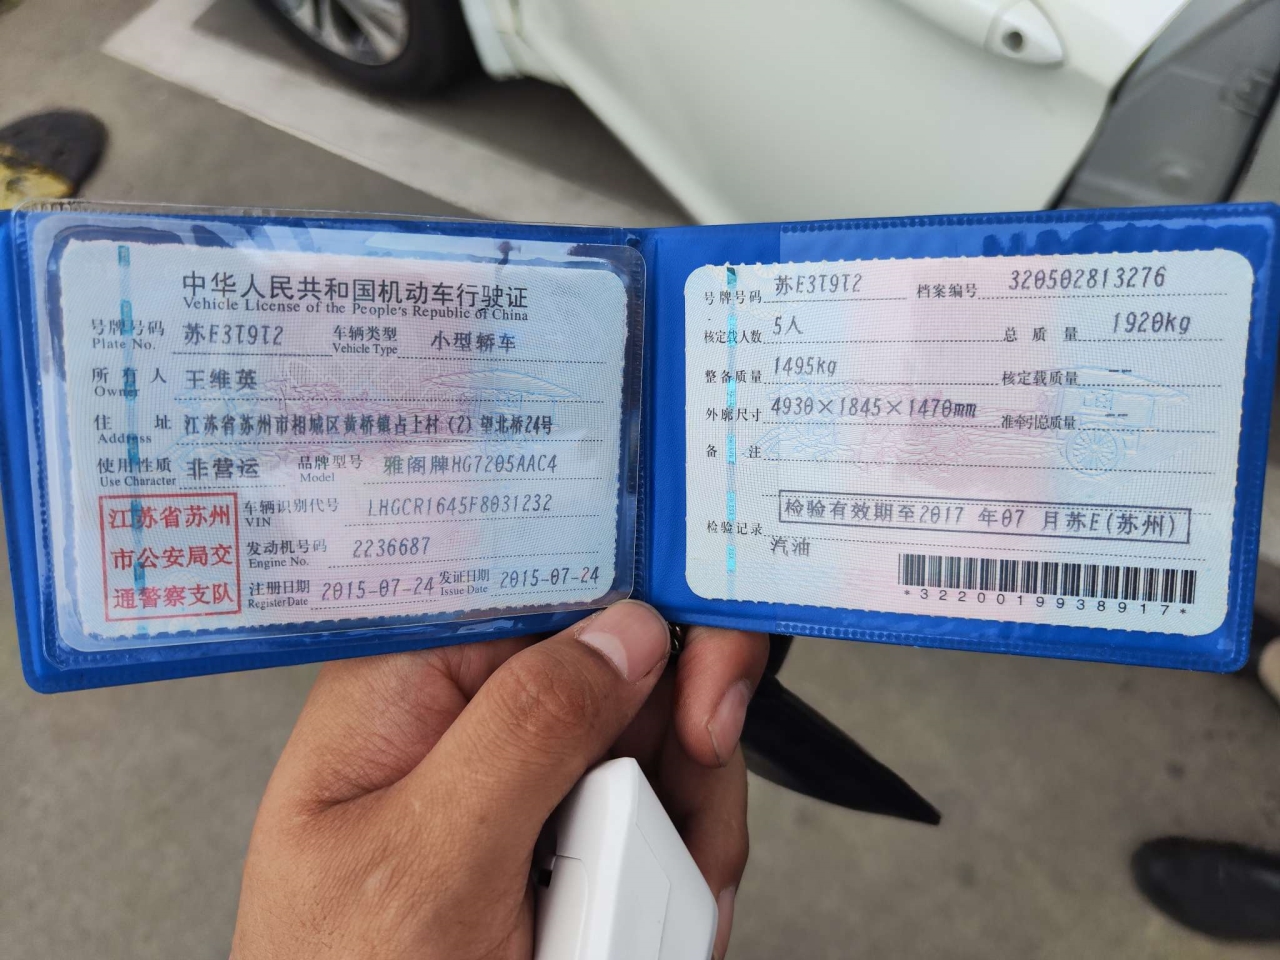 中华人民共和国机动车行驶证
Vehicle License of the People's Republic of China
号牌号码 苏E3T9T2 车辆类型 小型轿车
Plate No. Vehicle Type
所有人 王维英
Owner
住址 江苏省苏州市相城区黄桥镇占上村(2)望北桥24号
Address
使用性质 非营运 品牌型号 雅阁牌HG7205AAC4
Use Character Model
江苏省苏州
市公安局交
通警察支队
车辆识别代号 LHGCR1645F8031232
VIN
发动机号码 2236687
Engine No.
注册日期 2015-07-24 发证日期 2015-07-24
Register Date Issue Date
号牌号码 苏E3T9T2 档案编号 320502813276
核定载人数 5人 总质量 1920kg
整备质量 1495kg 核定载质量 --
外廓尺寸 4930×1845×1470mm 准牵引总质量 --
备注
检验有效期至2017 年07 月苏E(苏州)
检验记录
汽油
*3220019938917*